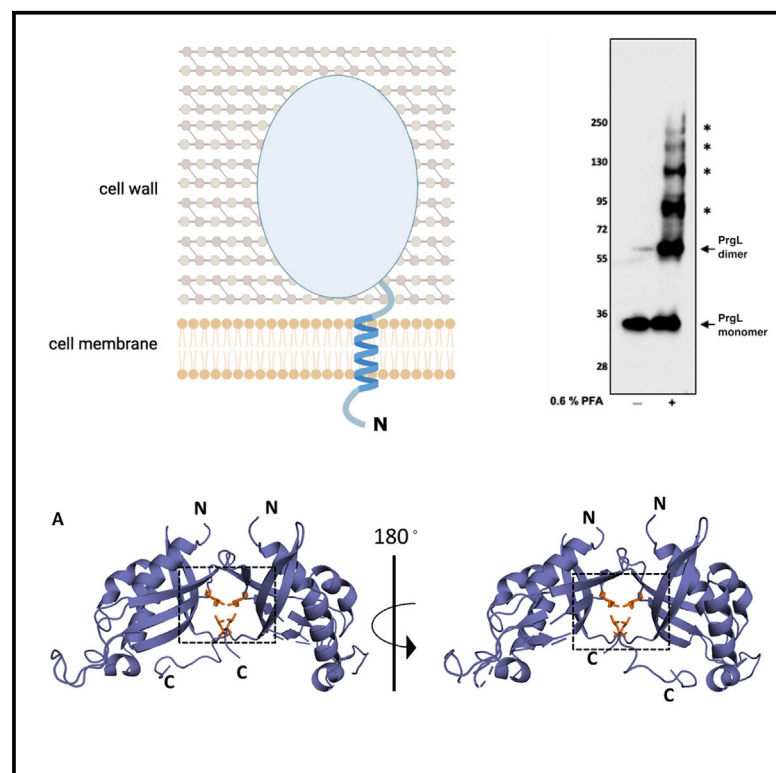 cell wall
cell membrane
N
250
130
95
72
55
36
28
*
*
*
*
PrgL
dimer
PrgL
monomer
0.6 % PFA
–
+
A
N
N
C
C
180°
N
N
C
C